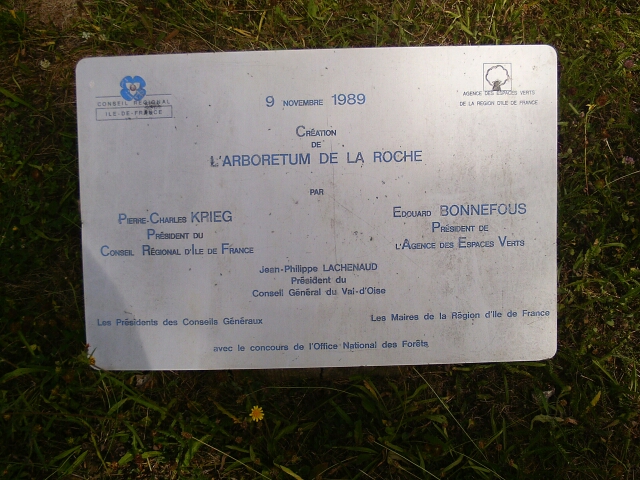 CONSEIL RÉGIONAL
ILE-DE-FRANCE
AGENCE DES ESPACES VERTS
DE LA REGION D'ILE DE FRANCE
9 NOVEMBRE 1989
CRÉATION
DE
L'ARBORETUM DE LA ROCHE
PAR
PIERRE-CHARLES KRIEG
PRÉSIDENT DU
CONSEIL RÉGIONAL D'ILE DE FRANCE
EDOUARD BONNEFOUS
PRÉSIDENT DE
L'AGENCE DES ESPACES VERTS
Jean-Philippe LACHENAUD
Président du
Conseil Général du Val-d'Oise
Les Présidents des Conseils Généraux
Les Maires de la Région d'Ile de France
avec le concours de l'Office National des Forêts